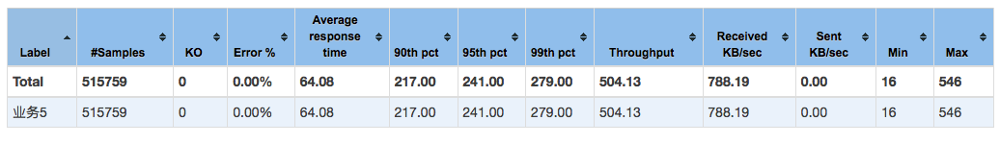 Label #Samples KO Error % Average response time 90th pct 95th pct 99th pct Throughput Received KB/sec Sent KB/sec Min Max
Total 515759 0 0.00% 64.08 217.00 241.00 279.00 504.13 788.19 0.00 16 546
业务5 515759 0 0.00% 64.08 217.00 241.00 279.00 504.13 788.19 0.00 16 546